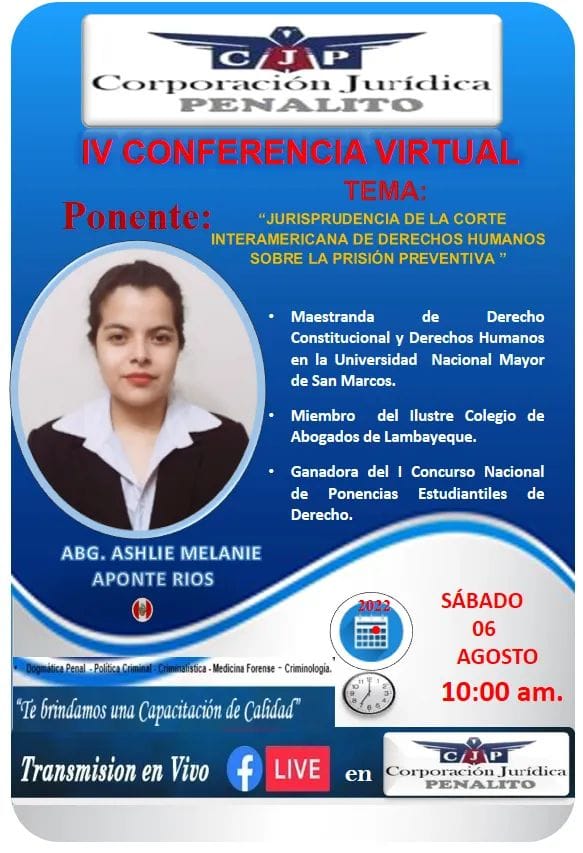 CJP
Corporación Jurídica
PENALITO
IV CONFERENCIA VIRTUAL
TEMA:
Ponente:
“JURISPRUDENCIA DE LA CORTE
INTERAMERICANA DE DERECHOS HUMANOS
SOBRE LA PRISIÓN PREVENTIVA ”
• Maestranda de Derecho
Constitucional y Derechos Humanos
en la Universidad Nacional Mayor
de San Marcos.
• Miembro del Ilustre Colegio de
Abogados de Lambayeque.
• Ganadora del I Concurso Nacional
de Ponencias Estudiantiles de
Derecho.
ABG. ASHLIE MELANIE
APONTE RIOS
2022
SÁBADO
06
AGOSTO
10:00 am.
• Dogmática Penal - Política Criminal - Criminalística - Medicina Forense – Criminología.”
“Te brindamos una Capacitación de Calidad”
Transmision en Vivo
f LIVE
en
CJP
Corporación Jurídica
PENALITO